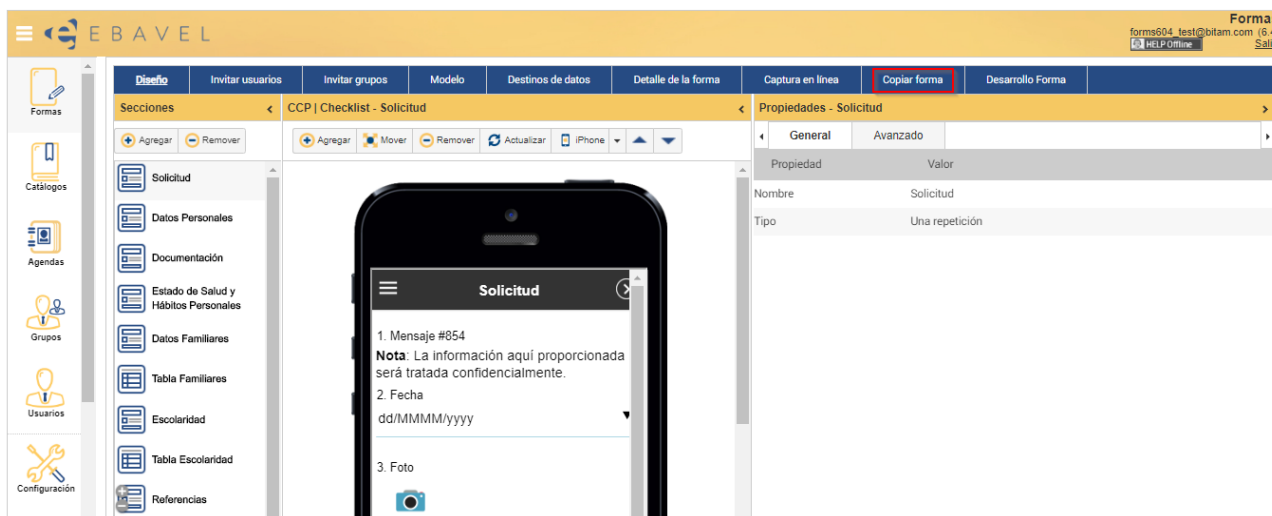 EBAVEL
Forma
forms604_test@bitam.com (6.
HELP Offline
Sali
Diseño Invitar usuarios Invitar grupos Modelo Destinos de datos Detalle de la forma Captura en línea Copiar forma Desarrollo Forma
Formas
Catálogos
Agendas
Grupos
Usuarios
Configuración
Secciones
Agregar Remover
Solicitud
Datos Personales
Documentación
Estado de Salud y
Hábitos Personales
Datos Familiares
Tabla Familiares
Escolaridad
Tabla Escolaridad
Referencias
CCP | Checklist - Solicitud
Agregar Mover Remover Actualizar iPhone
Solicitud
1. Mensaje #854
Nota: La información aquí proporcionada
será tratada confidencialmente.
2. Fecha
dd/MMMM/yyyy
3. Foto
Propiedades - Solicitud
General Avanzado
Propiedad Valor
Nombre Solicitud
Tipo Una repetición